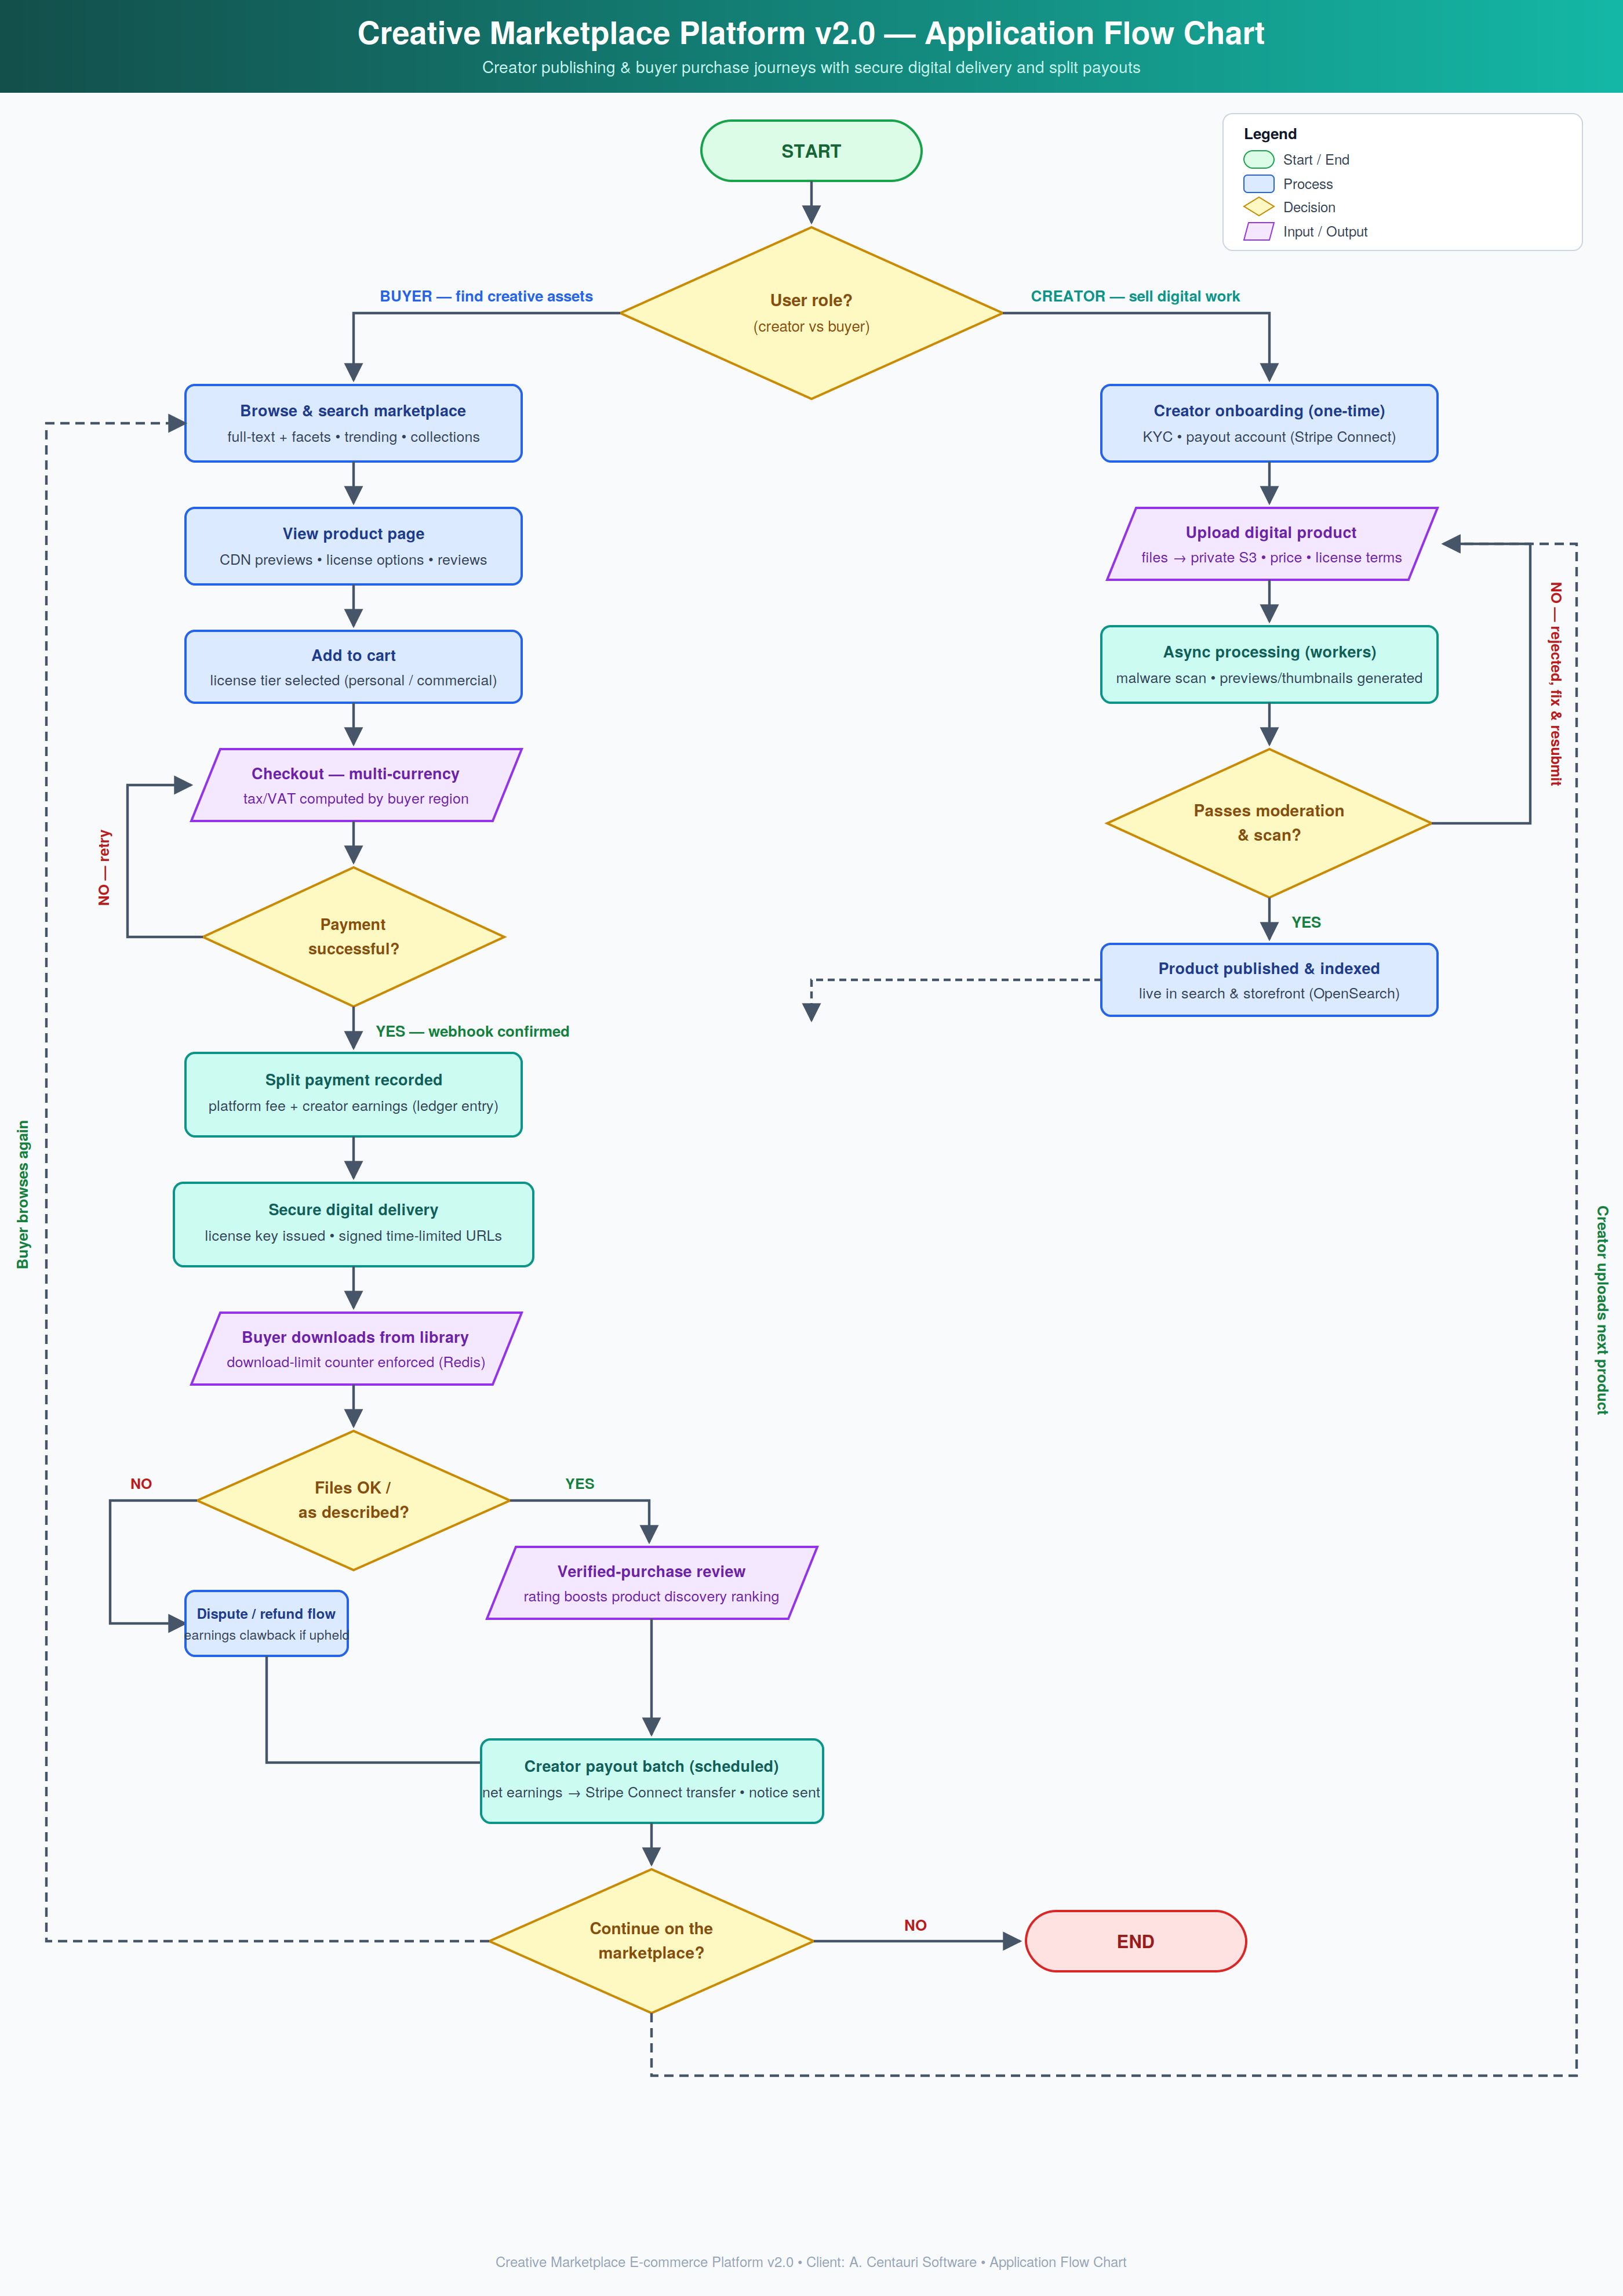 Creative Marketplace Platform v2.0 — Application Flow Chart
Creator publishing & buyer purchase journeys with secure digital delivery and split payouts
START
Legend
Start / End
Process
Decision
Input / Output
User role?
(creator vs buyer)
BUYER — find creative assets
CREATOR — sell digital work
Browse & search marketplace
full-text + facets • trending • collections
View product page
CDN previews • license options • reviews
Add to cart
license tier selected (personal / commercial)
Checkout — multi-currency
tax/VAT computed by buyer region
NO — retry
Payment
successful?
YES — webhook confirmed
Split payment recorded
platform fee + creator earnings (ledger entry)
Secure digital delivery
license key issued • signed time-limited URLs
Buyer downloads from library
download-limit counter enforced (Redis)
Files OK /
as described?
NO
YES
Dispute / refund flow
earnings clawback if upheld
Verified-purchase review
rating boosts product discovery ranking
Creator payout batch (scheduled)
net earnings → Stripe Connect transfer • notice sent
Continue on the
marketplace?
NO
END
Buyer browses again
Creator onboarding (one-time)
KYC • payout account (Stripe Connect)
Upload digital product
files → private S3 • price • license terms
Async processing (workers)
malware scan • previews/thumbnails generated
Passes moderation
& scan?
NO — rejected, fix & resubmit
YES
Product published & indexed
live in search & storefront (OpenSearch)
Creator uploads next product
Creative Marketplace E-commerce Platform v2.0 • Client: A. Centauri Software • Application Flow Chart